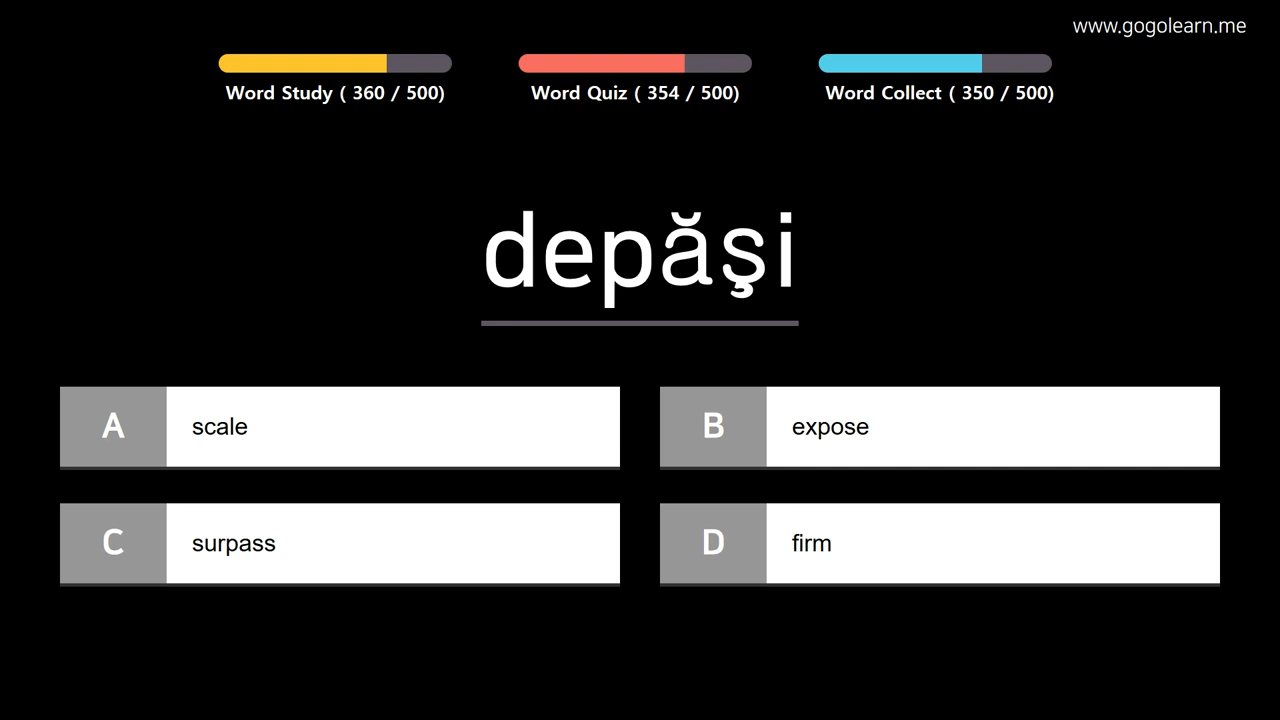 www.gogolearn.me
Word Study ( 360 / 500)
Word Quiz ( 354 / 500)
Word Collect ( 350 / 500)
depăşi
A scale
B expose
C surpass
D firm